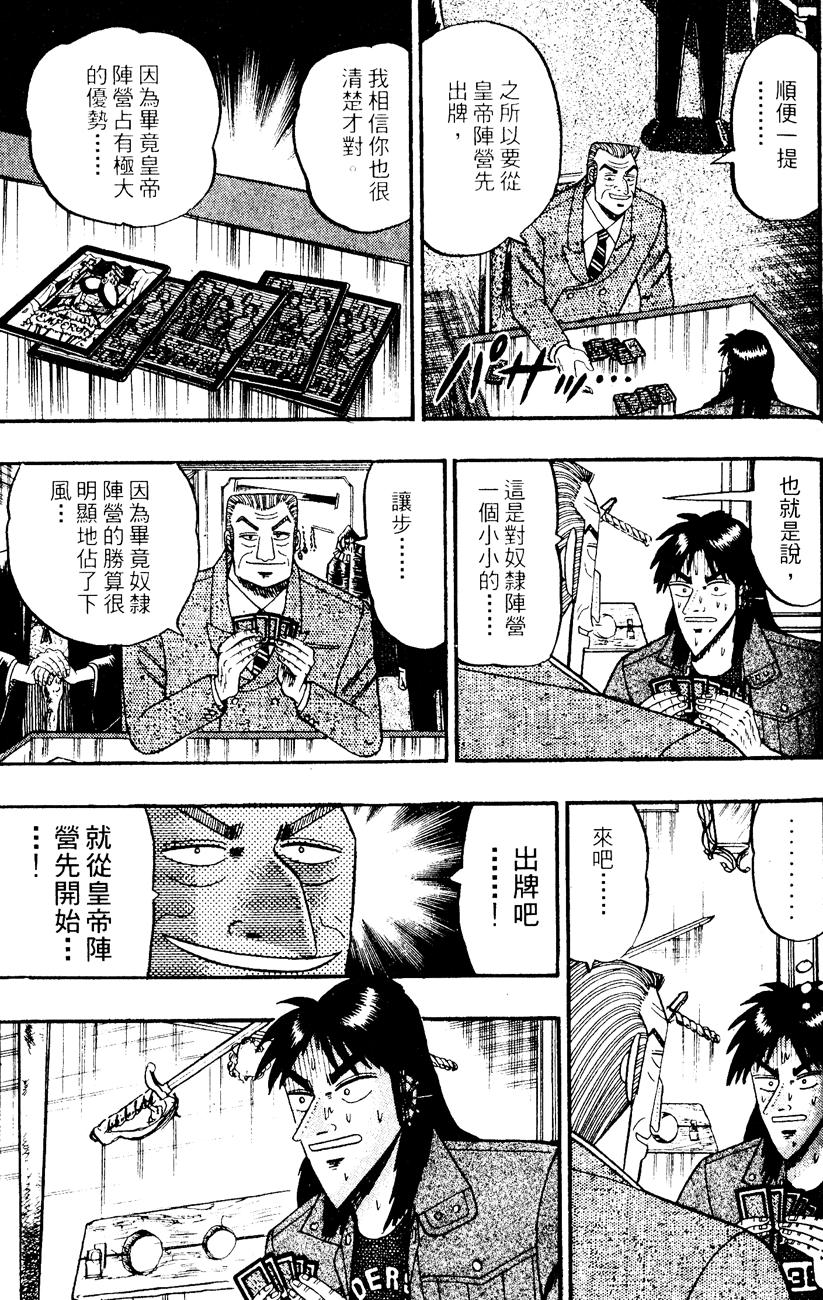 順便一提
………
之所以要從
皇帝陣營先
出牌，
パサッ…
我相信你也很
清楚才對。
因為畢竟皇帝
陣營占有極大
的優勢……
EMPEROR
CITIZEN
也就是說，
這是對奴隸陣營
一個小小的……
讓步……
因為畢竟奴隸
陣營的勝算很
明顯地佔了下
風…
………
來吧……
出牌吧
……！
就從皇帝陣
營先開始…
…！
DERS